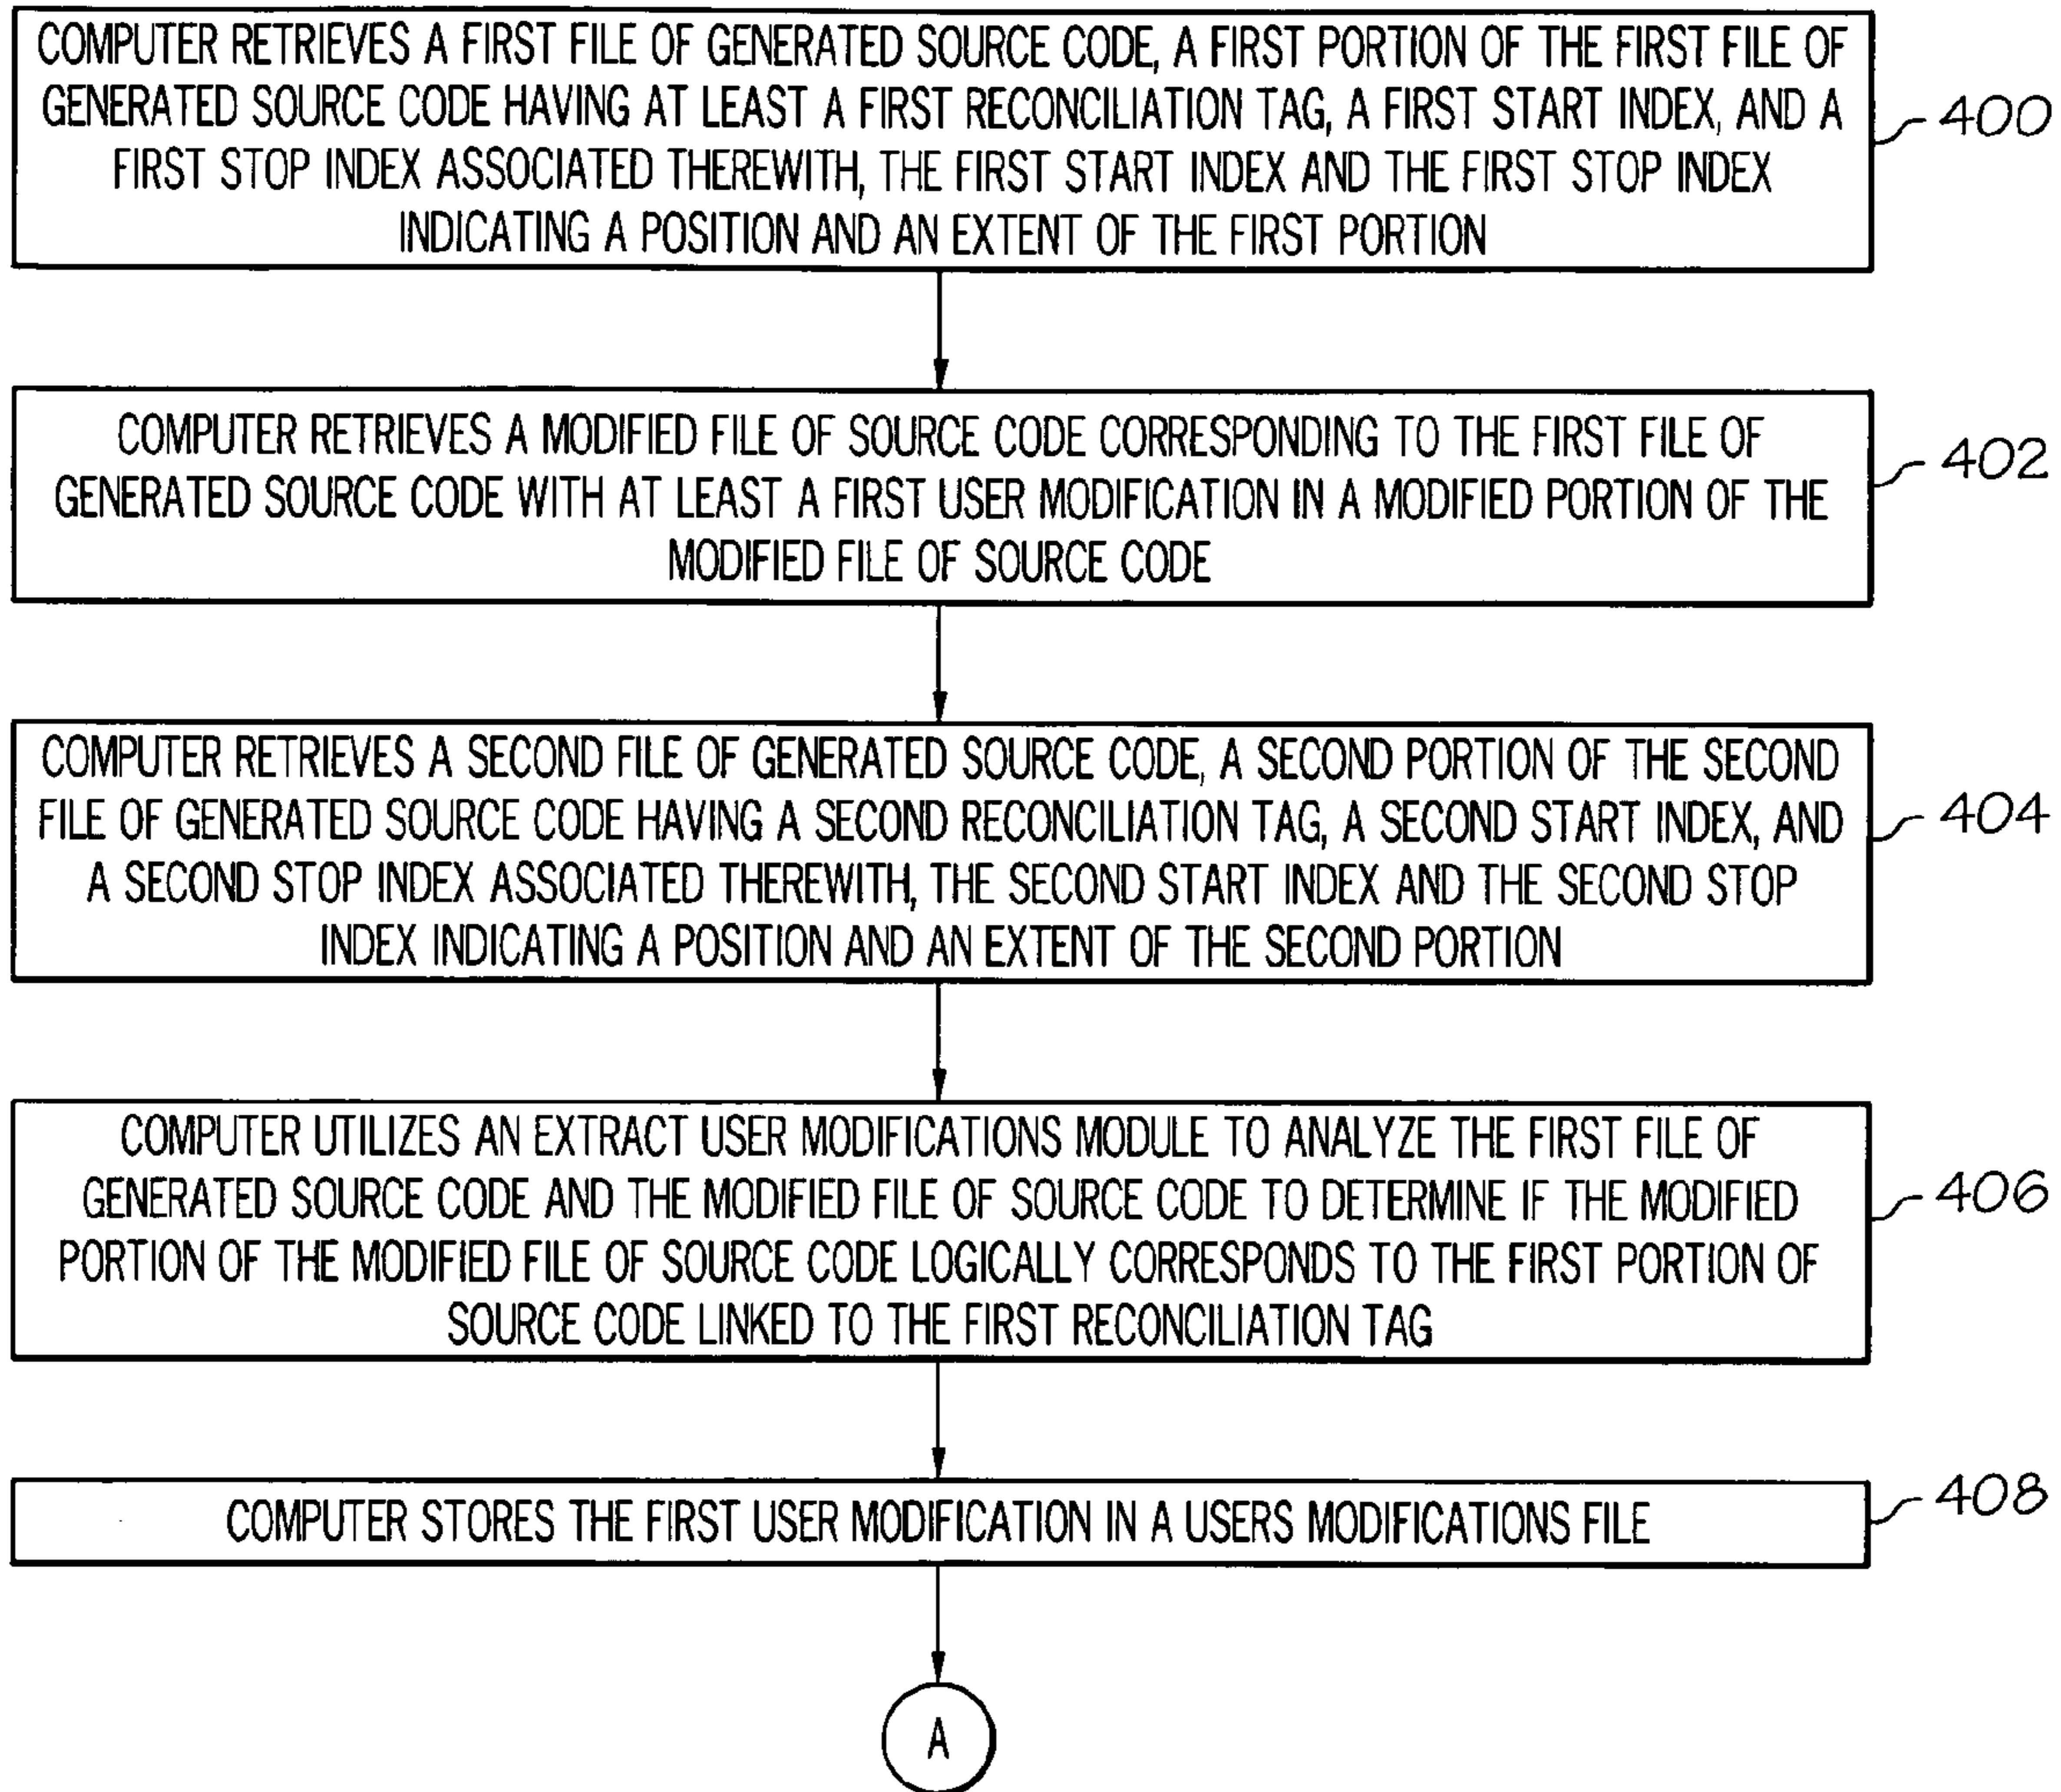 COMPUTER RETRIEVES A FIRST FILE OF GENERATED SOURCE CODE, A FIRST PORTION OF THE FIRST FILE OF
GENERATED SOURCE CODE HAVING AT LEAST A FIRST RECONCILIATION TAG, A FIRST START INDEX, AND A
FIRST STOP INDEX ASSOCIATED THEREWITH, THE FIRST START INDEX AND THE FIRST STOP INDEX
INDICATING A POSITION AND AN EXTENT OF THE FIRST PORTION
400
COMPUTER RETRIEVES A MODIFIED FILE OF SOURCE CODE CORRESPONDING TO THE FIRST FILE OF
GENERATED SOURCE CODE WITH AT LEAST A FIRST USER MODIFICATION IN A MODIFIED PORTION OF THE
MODIFIED FILE OF SOURCE CODE
402
COMPUTER RETRIEVES A SECOND FILE OF GENERATED SOURCE CODE, A SECOND PORTION OF THE SECOND
FILE OF GENERATED SOURCE CODE HAVING A SECOND RECONCILIATION TAG, A SECOND START INDEX, AND
A SECOND STOP INDEX ASSOCIATED THEREWITH, THE SECOND START INDEX AND THE SECOND STOP
INDEX INDICATING A POSITION AND AN EXTENT OF THE SECOND PORTION
404
COMPUTER UTILIZES AN EXTRACT USER MODIFICATIONS MODULE TO ANALYZE THE FIRST FILE OF
GENERATED SOURCE CODE AND THE MODIFIED FILE OF SOURCE CODE TO DETERMINE IF THE MODIFIED
PORTION OF THE MODIFIED FILE OF SOURCE CODE LOGICALLY CORRESPONDS TO THE FIRST PORTION OF
SOURCE CODE LINKED TO THE FIRST RECONCILIATION TAG
406
COMPUTER STORES THE FIRST USER MODIFICATION IN A USERS MODIFICATIONS FILE
408
A